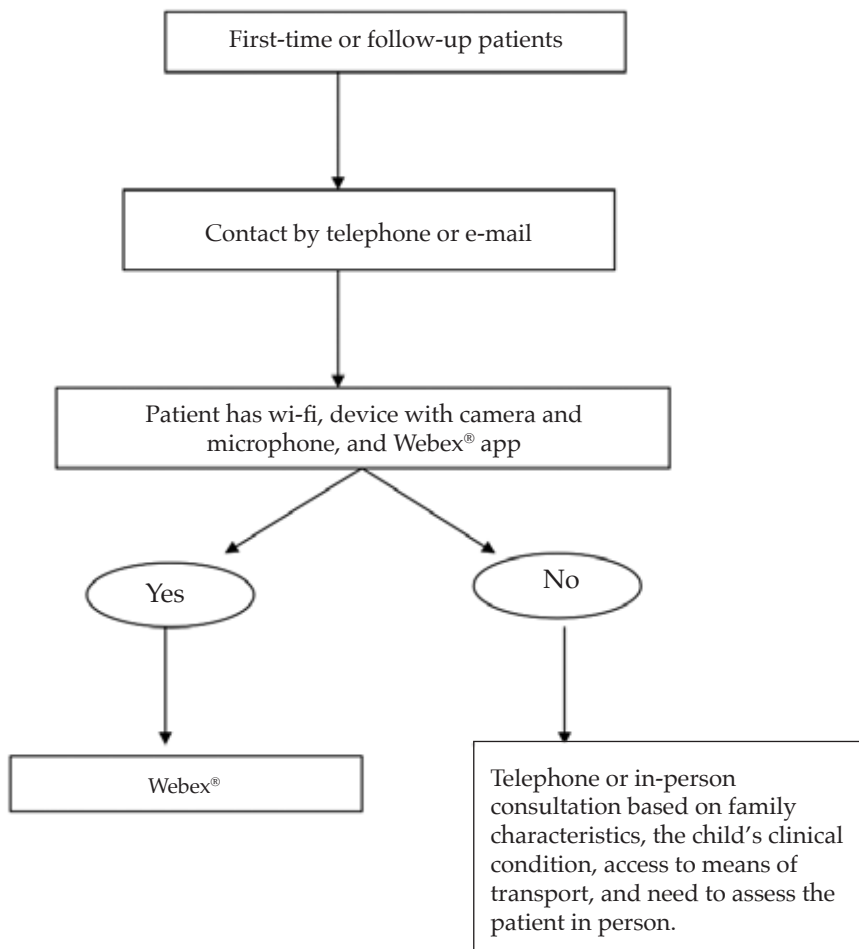 First-time or follow-up patients
Contact by telephone or e-mail
Patient has wi-fi, device with camera and
microphone, and Webex® app
Yes
No
Webex®
Telephone or in-person
consultation based on family
characteristics, the child’s clinical
condition, access to means of
transport, and need to assess the
patient in person.